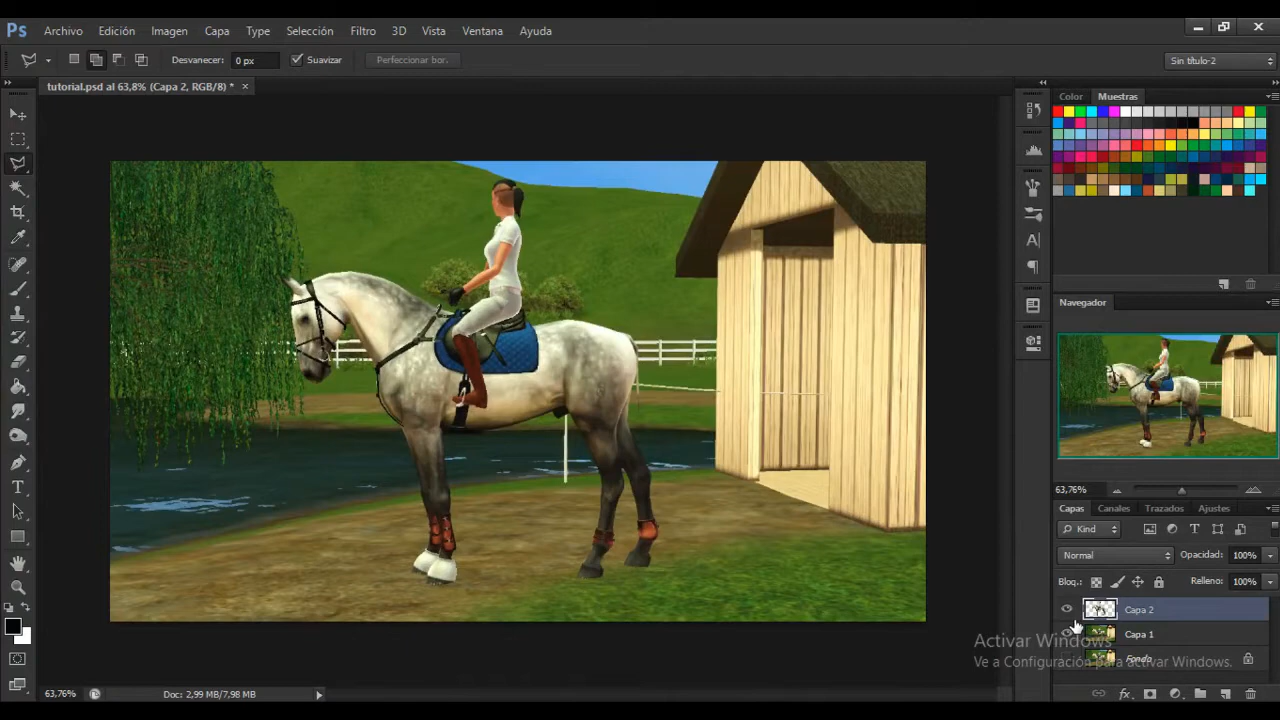 Ps Archivo Edición Imagen Capa Type Selección Filtro 3D Vista Ventana Ayuda
Desvanecer: 0 px Suavizar Perfeccionar bor. Sin título-2
tutorial.psd al 63,8% (Capa 2, RGB/8) * ×
Color Muestras
Navegador
63,76%
Capas Canales Trazados Ajustes
Kind
Normal Opacidad: 100%
Bloq.: Relleno: 100%
Capa 2
Capa 1
Fondo
Activar Windows
Ve a Configuración para activar Windows.
63,76% Doc: 2,99 MB/7,98 MB